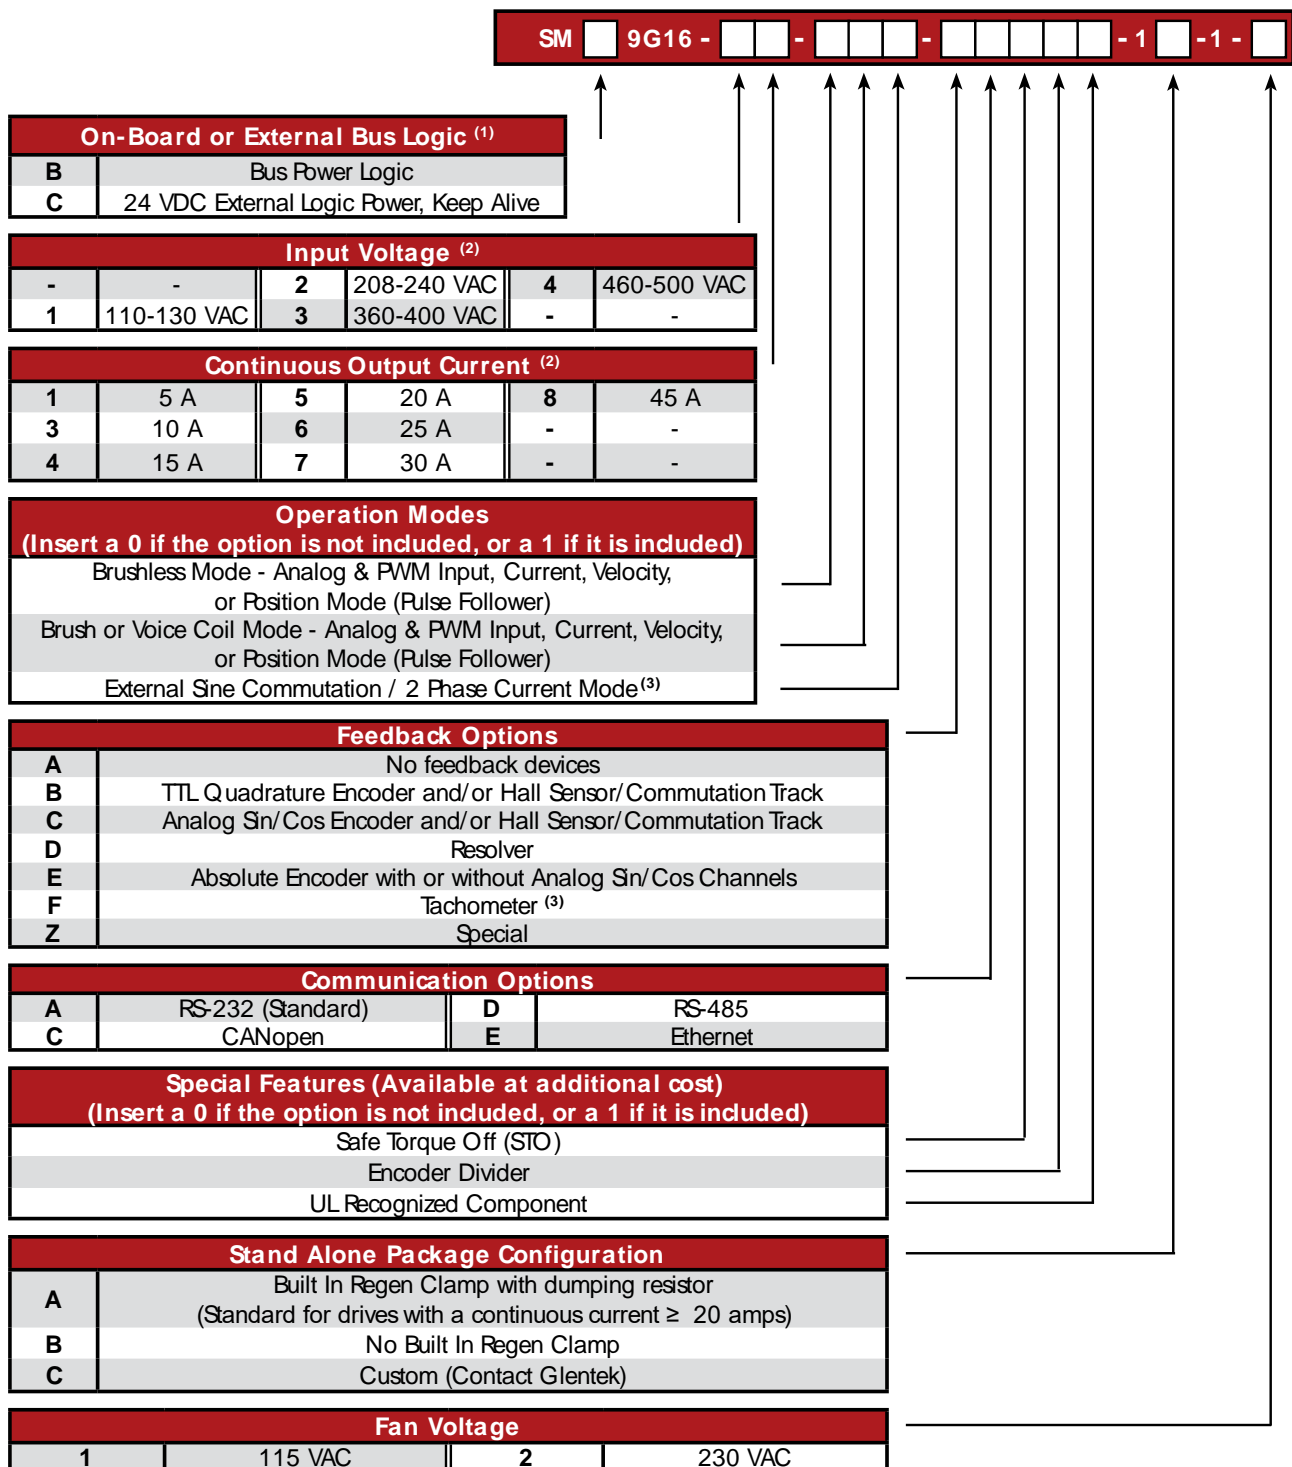 SM 9G16 - - - -1 -1 -
On-Board or External Bus Logic (1)
B Bus Power Logic
C 24 VDC External Logic Power, Keep Alive
Input Voltage (2)
- - 2 208-240 VAC 4 460-500 VAC
1 110-130 VAC 3 360-400 VAC - -
Continuous Output Current (2)
1 5 A 5 20 A 8 45 A
3 10 A 6 25 A - -
4 15 A 7 30 A - -
Operation Modes
(Insert a 0 if the option is not included, or a 1 if it is included)
Brushless Mode - Analog & PWM Input, Current, Velocity,
or Position Mode (Pulse Follower)
Brush or Voice Coil Mode - Analog & PWM Input, Current, Velocity,
or Position Mode (Pulse Follower)
External Sine Commutation / 2 Phase Current Mode (3)
Feedback Options
A No feedback devices
B TTL Quadrature Encoder and/or Hall Sensor/Commutation Track
C Analog Sin/Cos Encoder and/or Hall Sensor/Commutation Track
D Resolver
E Absolute Encoder with or without Analog Sin/Cos Channels
F Tachometer (3)
Z Special
Communication Options
A RS-232 (Standard) D RS-485
C CANopen E Ethernet
Special Features (Available at additional cost)
(Insert a 0 if the option is not included, or a 1 if it is included)
Safe Torque Off (STO)
Encoder Divider
UL Recognized Component
Stand Alone Package Configuration
A Built In Regen Clamp with dumping resistor
(Standard for drives with a continuous current ≥ 20 amps)
B No Built In Regen Clamp
C Custom (Contact Glentek)
Fan Voltage
1 115 VAC 2 230 VAC